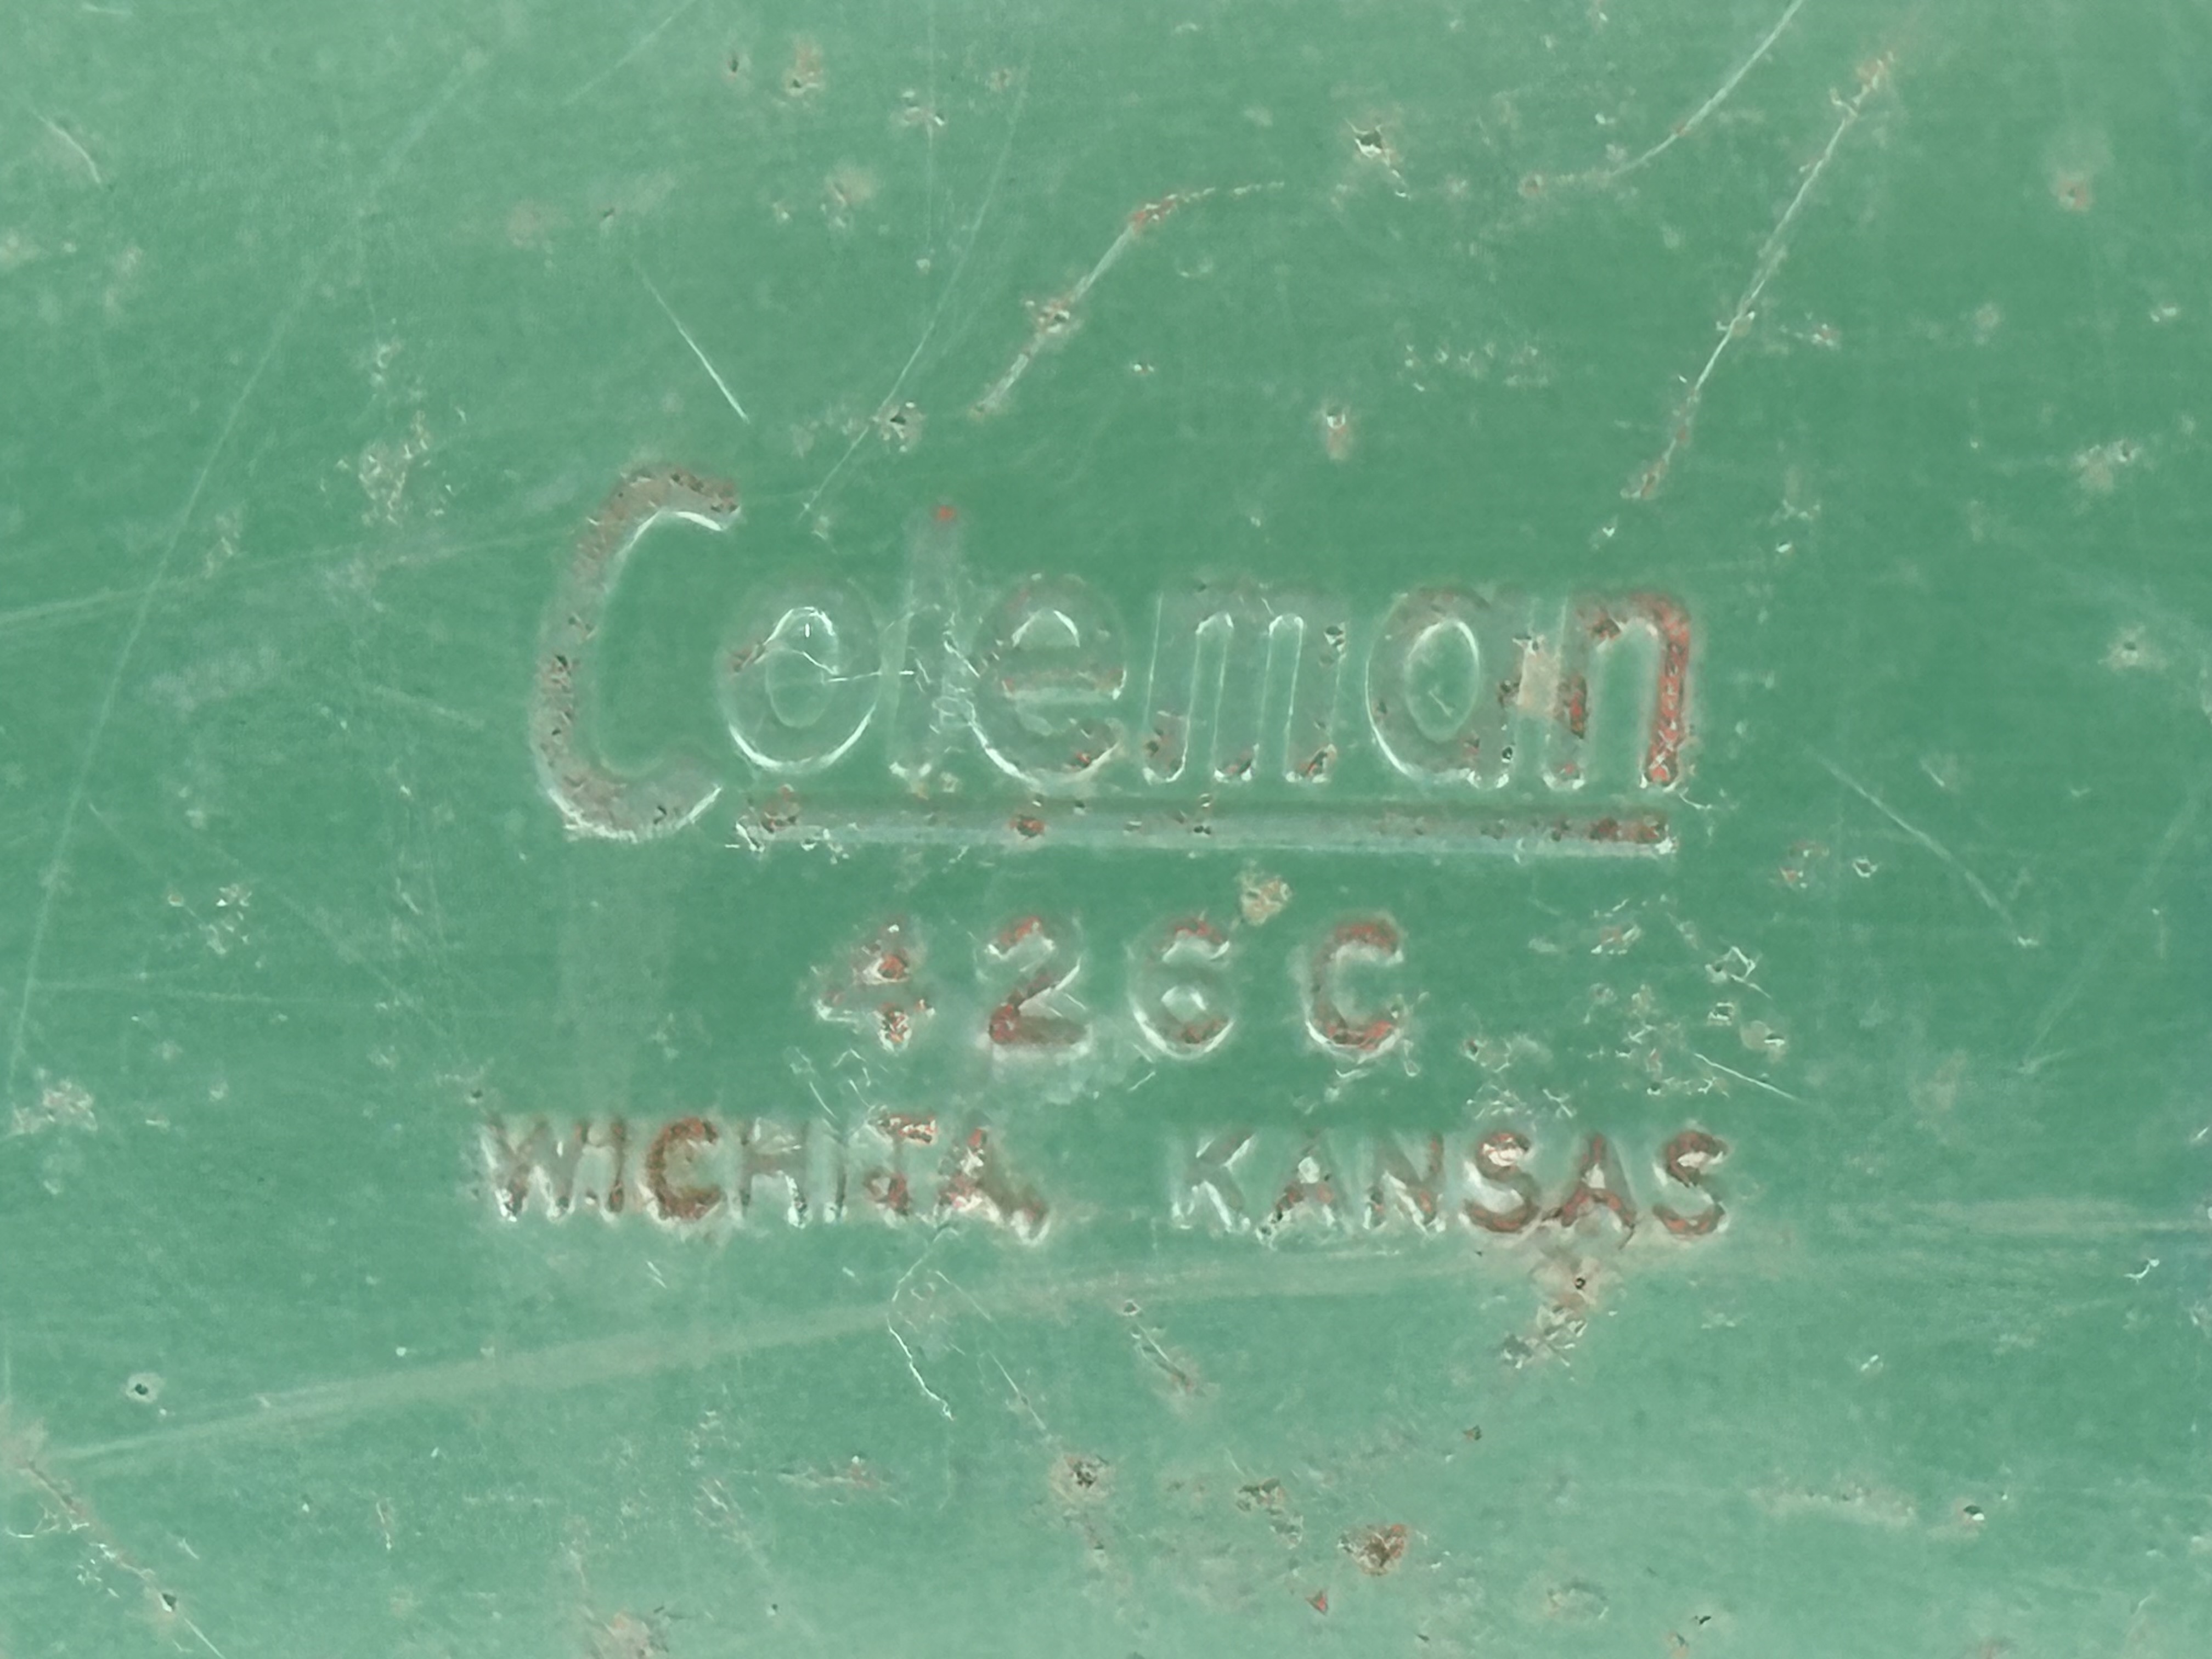 Coleman
426C
WICHITA, KANSAS